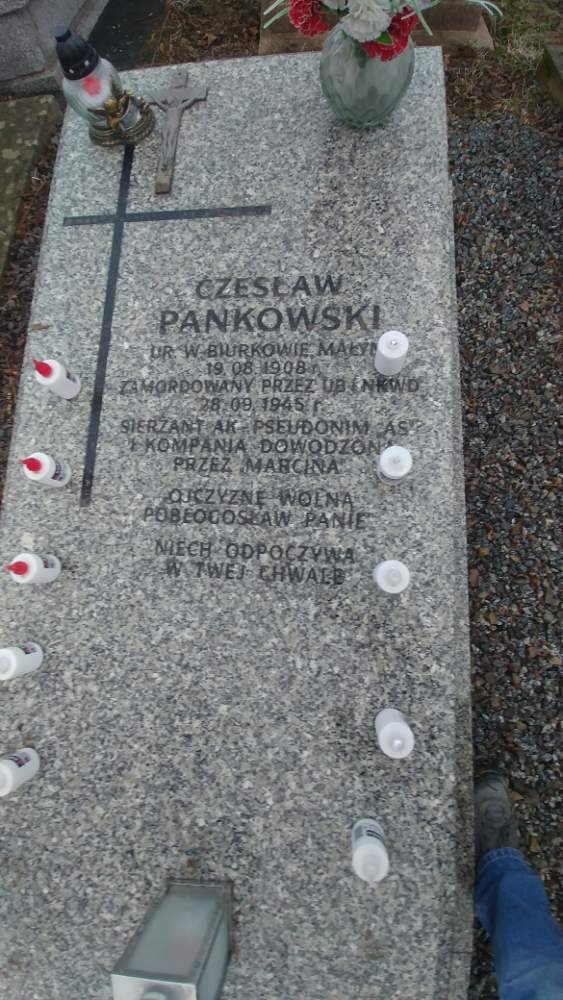 CZESŁAW
PANKOWSKI
UR. W BIURKOWIE MAŁYM
19.08.1908 r.
ZAMORDOWANY PRZEZ UB I NKWD
28.09.1945 r.
SIERŻANT AK - PSEUDONIM "AS"
I KOMPANIA DOWODZONA
PRZEZ "MARCINA"
OJCZYZNĘ WOLNĄ
POBŁOGOSŁAW PANIE
NIECH ODPOCZYWA
W TWEJ CHWALE